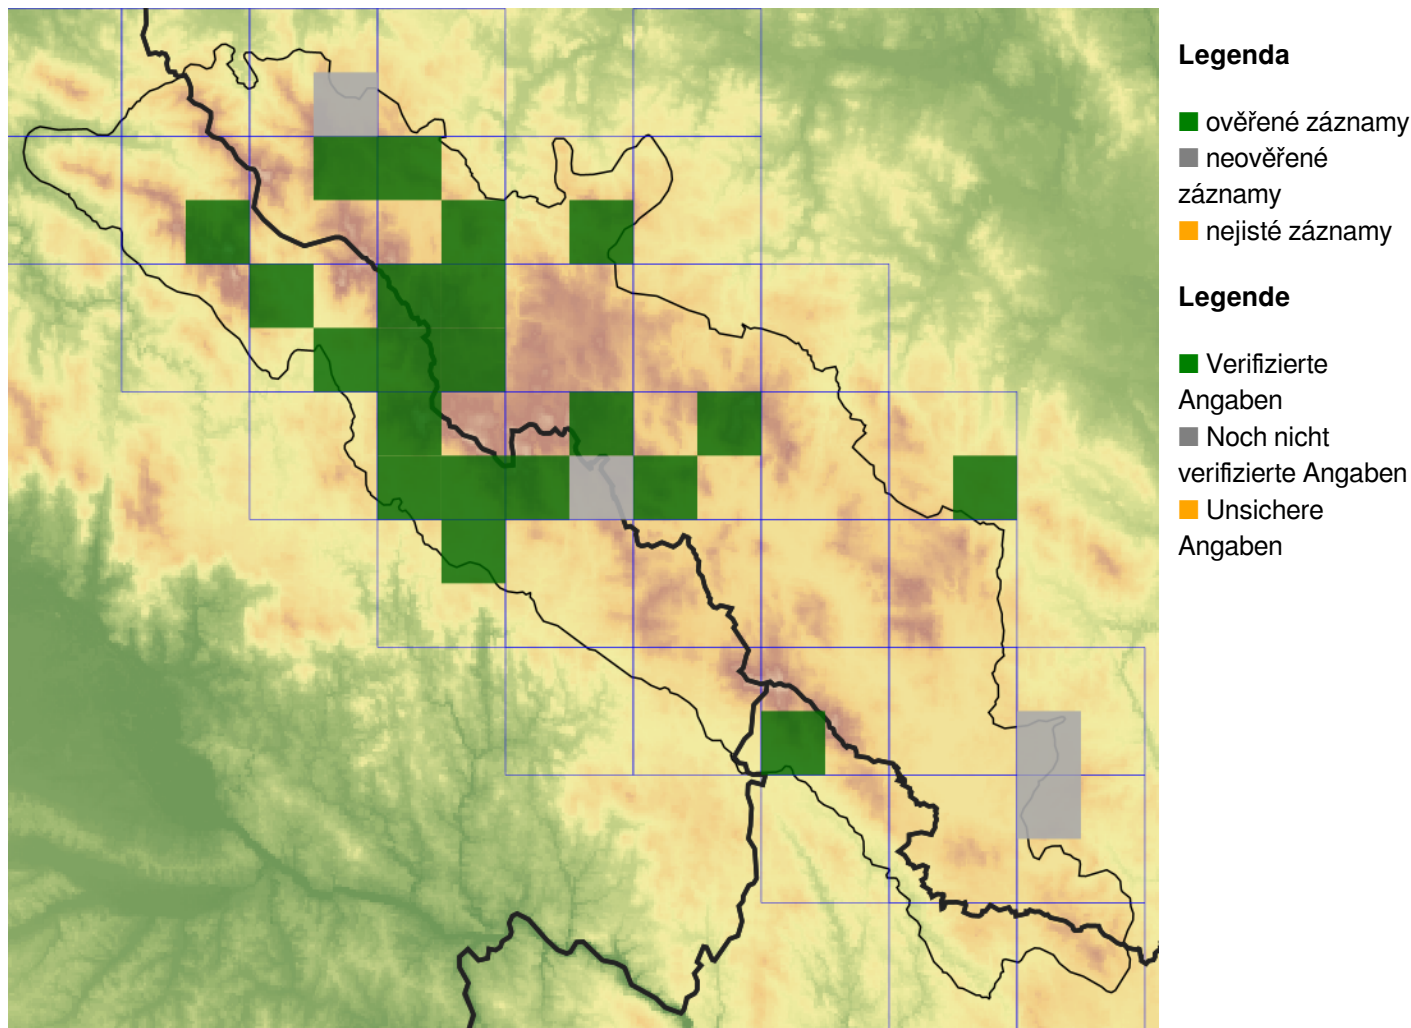 Legenda
ověřené záznamy
neověřené
záznamy
nejisté záznamy
Legende
Verifizierte
Angaben
Noch nicht
verifizierte Angaben
Unsichere
Angaben